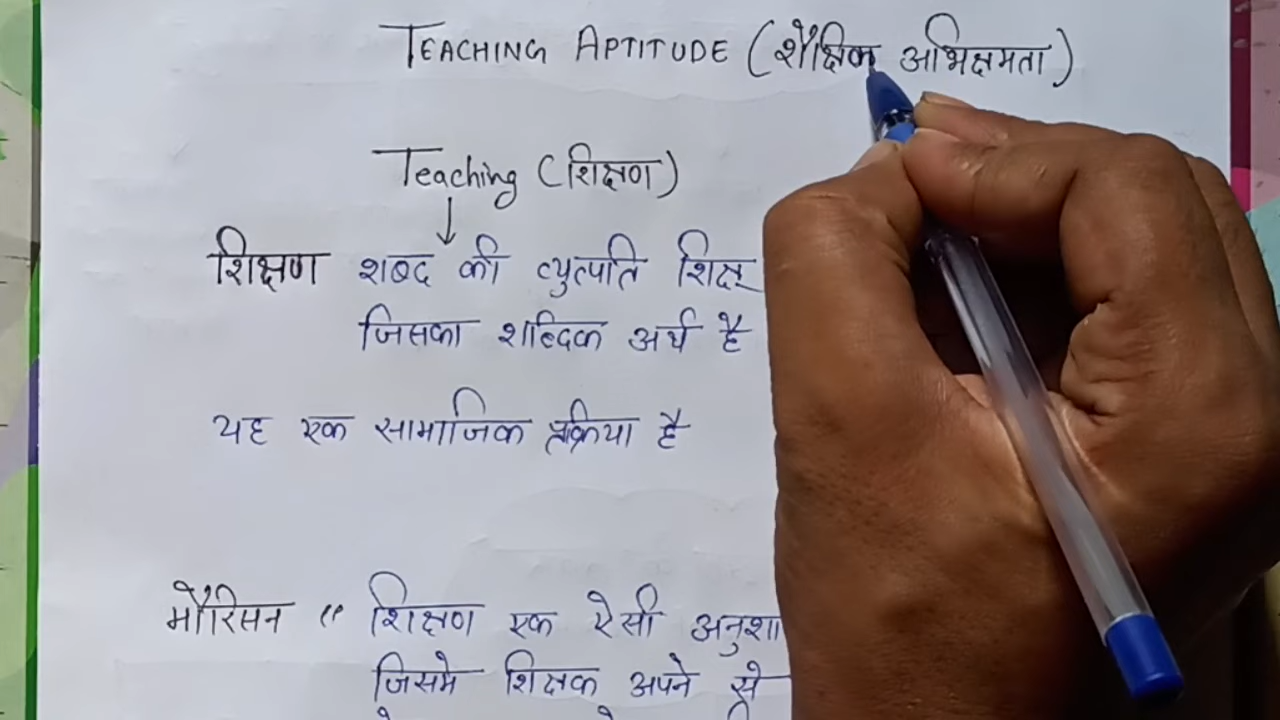 TEACHING APTITUDE (शैक्षिक अभिक्षमता)
Teaching (शिक्षण)
शिक्षण शब्द की व्युत्पति शिक्ष्
जिसका शाब्दिक अर्थ है
यह एक सामाजिक प्रक्रिया है
मौरिसन " शिक्षण एक ऐसी अनुशा
जिसमे शिक्षक अपने से